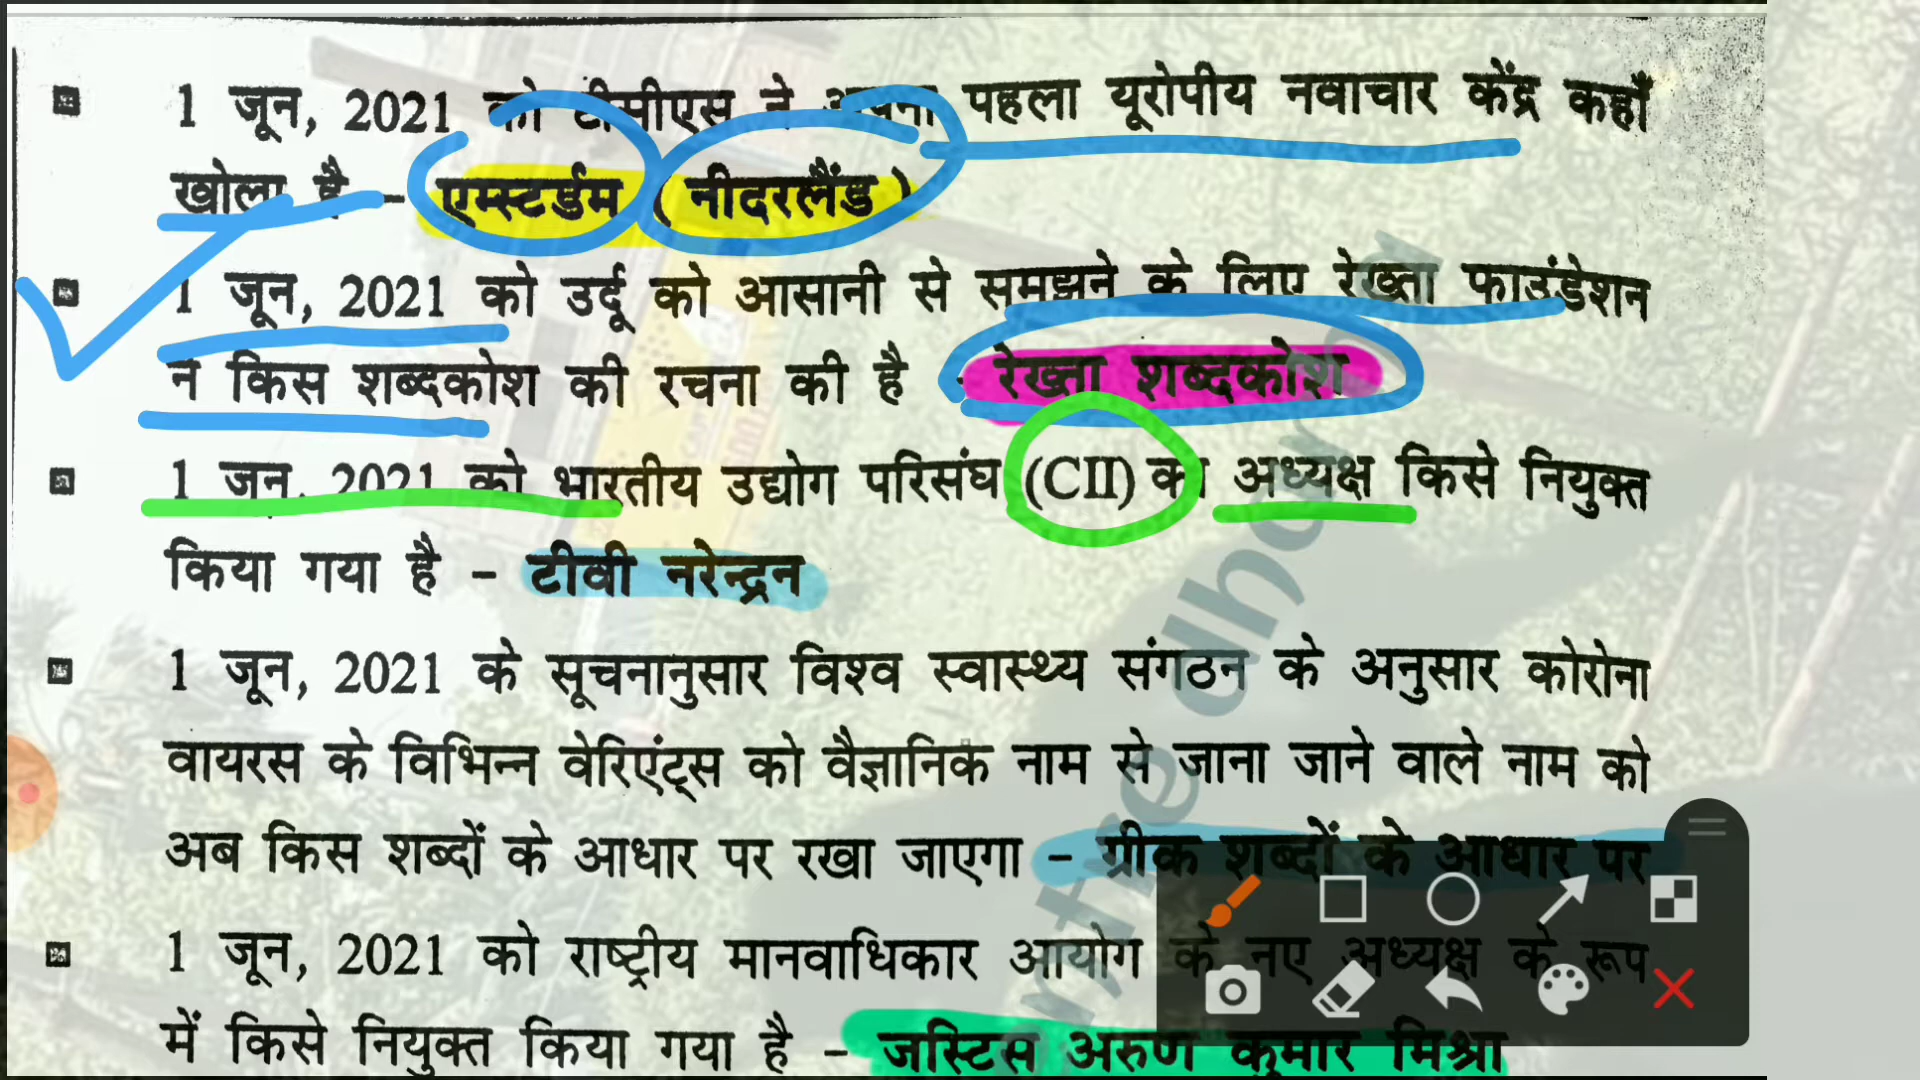 1 जून, 2021 को टीसीएस ने अपना पहला यूरोपीय नवाचार केंद्र कहाँ
खोला है - एम्स्टर्डम (नीदरलैंड)
1 जून, 2021 को उर्दू को आसानी से समझने के लिए रेख्ता फाउंडेशन
ने किस शब्दकोश की रचना की है - रेख्ता शब्दकोश
1 जून, 2021 को भारतीय उद्योग परिसंघ (CII) का अध्यक्ष किसे नियुक्त
किया गया है - टीवी नरेन्द्रन
1 जून, 2021 के सूचनानुसार विश्व स्वास्थ्य संगठन के अनुसार कोरोना
वायरस के विभिन्न वेरिएंट्स को वैज्ञानिक नाम से जाना जाने वाले नाम को
अब किस शब्दों के आधार पर रखा जाएगा - ग्रीक शब्दों के आधार पर
1 जून, 2021 को राष्ट्रीय मानवाधिकार आयोग के नए अध्यक्ष के रूप
में किसे नियुक्त किया गया है - जस्टिस अरुण कुमार मिश्रा